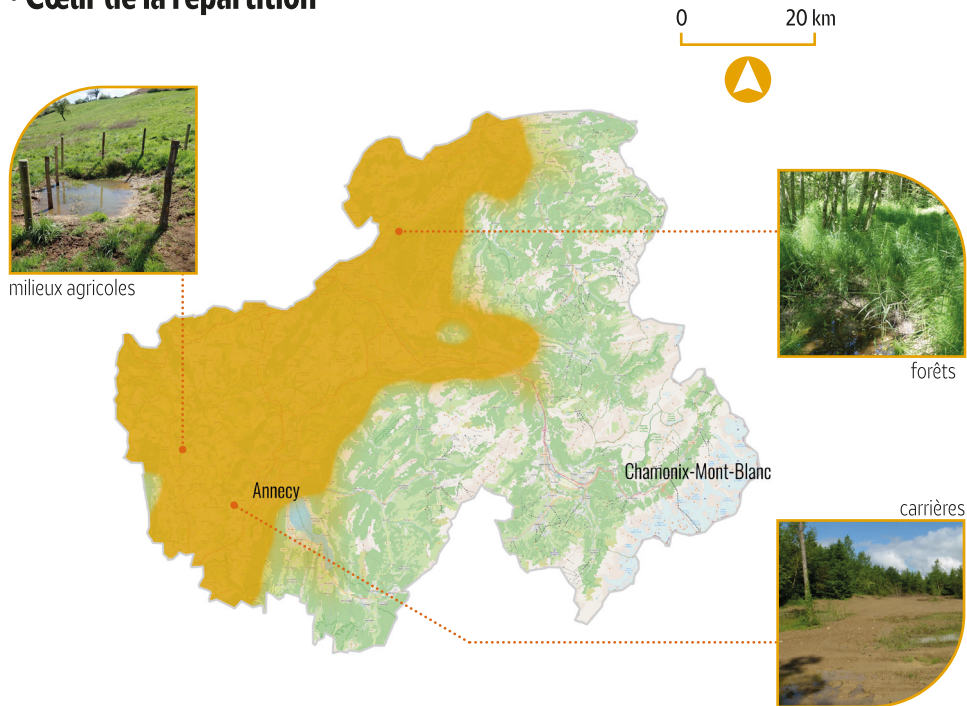 • Cœur de la répartition
0 20 km
milieux agricoles
forêts
Chamonix-Mont-Blanc
Annecy
carrières